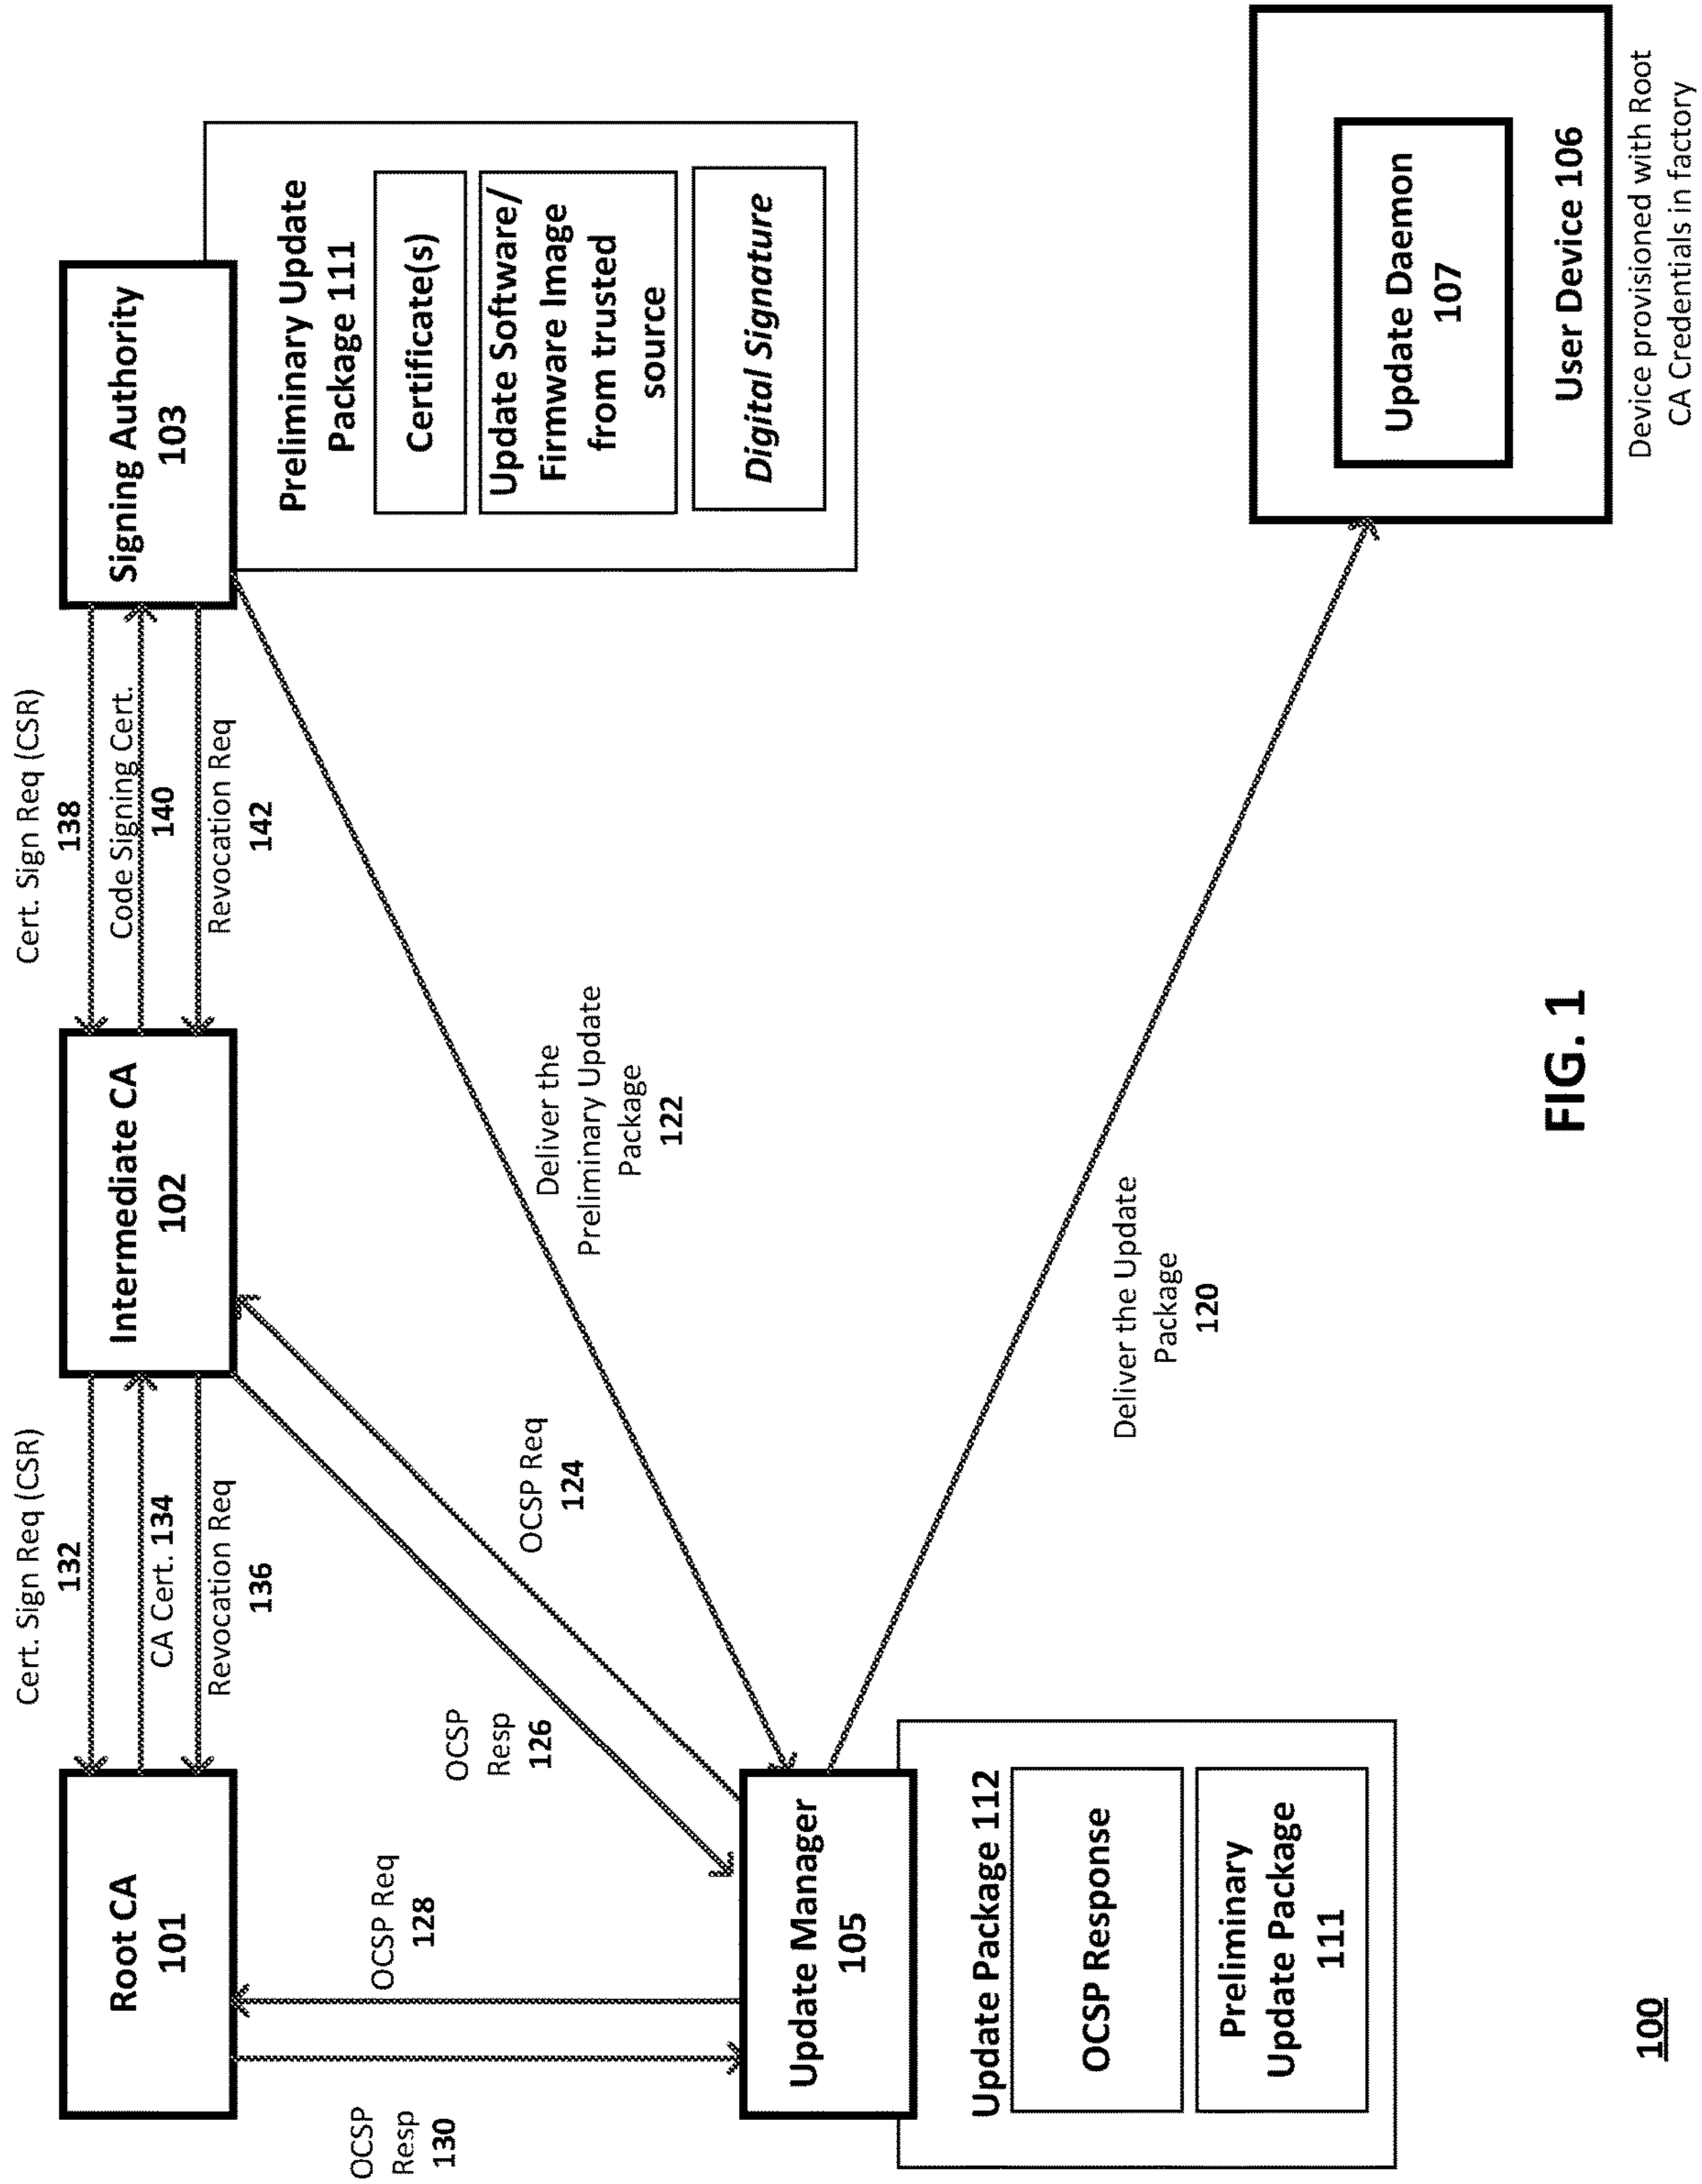 Cert. Sign Req (CSR)
132
CA Cert. 134
Revocation Req
136
Cert. Sign Req (CSR)
138
Code Signing Cert.
140
Revocation Req
142
Root CA
101
Intermediate CA
102
Signing Authority
103
Preliminary Update
Package 111
Certificate(s)
Update Software/
Firmware Image
from trusted
source
Digital Signature
OCSP
Resp
130
OCSP Req
128
OCSP
Resp
126
OCSP Req
124
Deliver the
Preliminary Update
Package
122
Update Manager
105
Update Package 112
OCSP Response
Preliminary
Update Package
111
Deliver the Update
Package
120
Update Daemon
107
User Device 106
Device provisioned with Root
CA Credentials in factory
100
FIG. 1